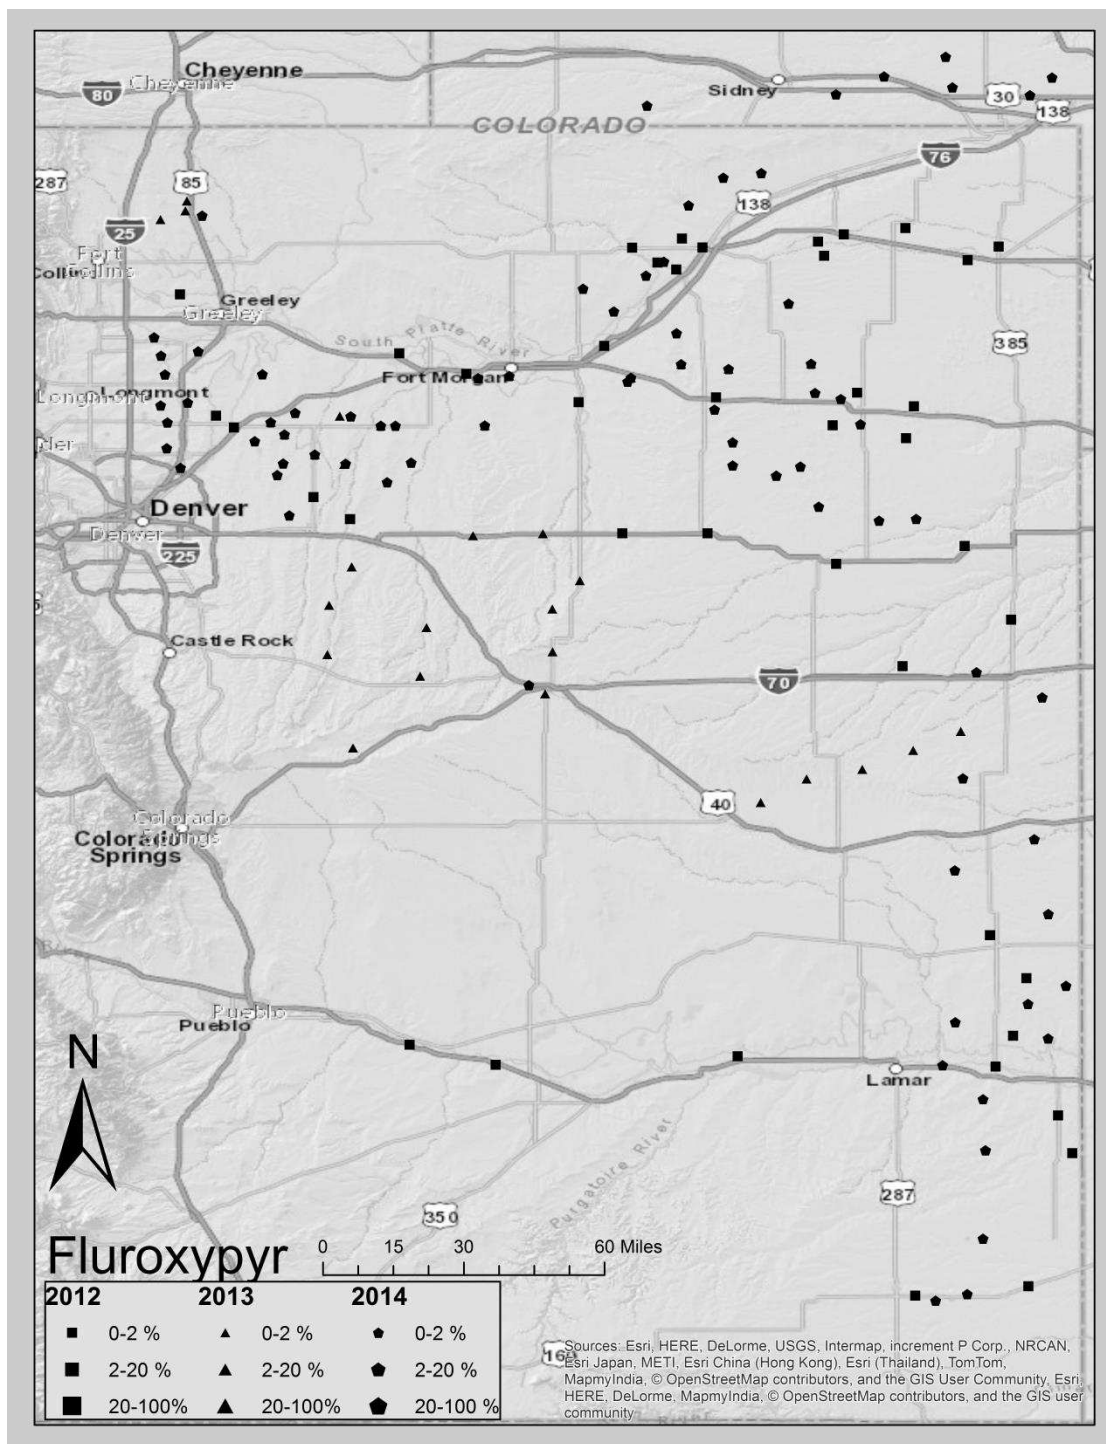 Cheyenne
Cheyenne
80
Sidney
30
138
COLORADO
76
287
85
138
25
Fort
Collins
Greeley
Greeley
South Platte River
385
Fort Morgan
Longmont
Longmont
Denver
Denver
225
Castle Rock
70
40
Colorado
Springs
Colorado
Springs
Pueblo
Pueblo
Lamar
N
Purgatoire River
350
287
Fluroxypyr
0 15 30 60 Miles
2012 2013 2014
0-2 % 0-2 % 0-2 %
2-20 % 2-20 % 2-20 %
20-100% 20-100% 20-100 %
160
Sources: Esri, HERE, DeLorme, USGS, Intermap, increment P Corp., NRCAN,
Esri Japan, METI, Esri China (Hong Kong), Esri (Thailand), TomTom,
MapmyIndia, © OpenStreetMap contributors, and the GIS User Community, Esri,
HERE, DeLorme, MapmyIndia, © OpenStreetMap contributors, and the GIS user
community